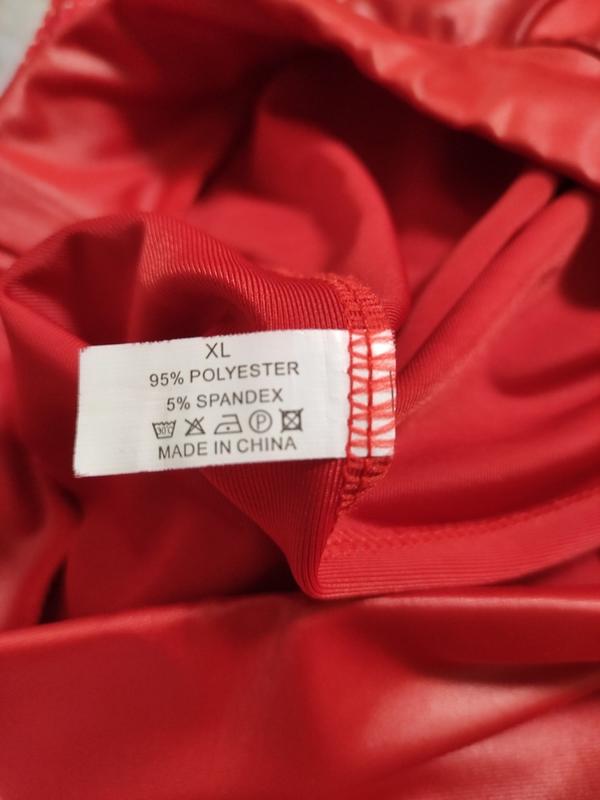 XL
95% POLYESTER
5% SPANDEX
MADE IN CHINA